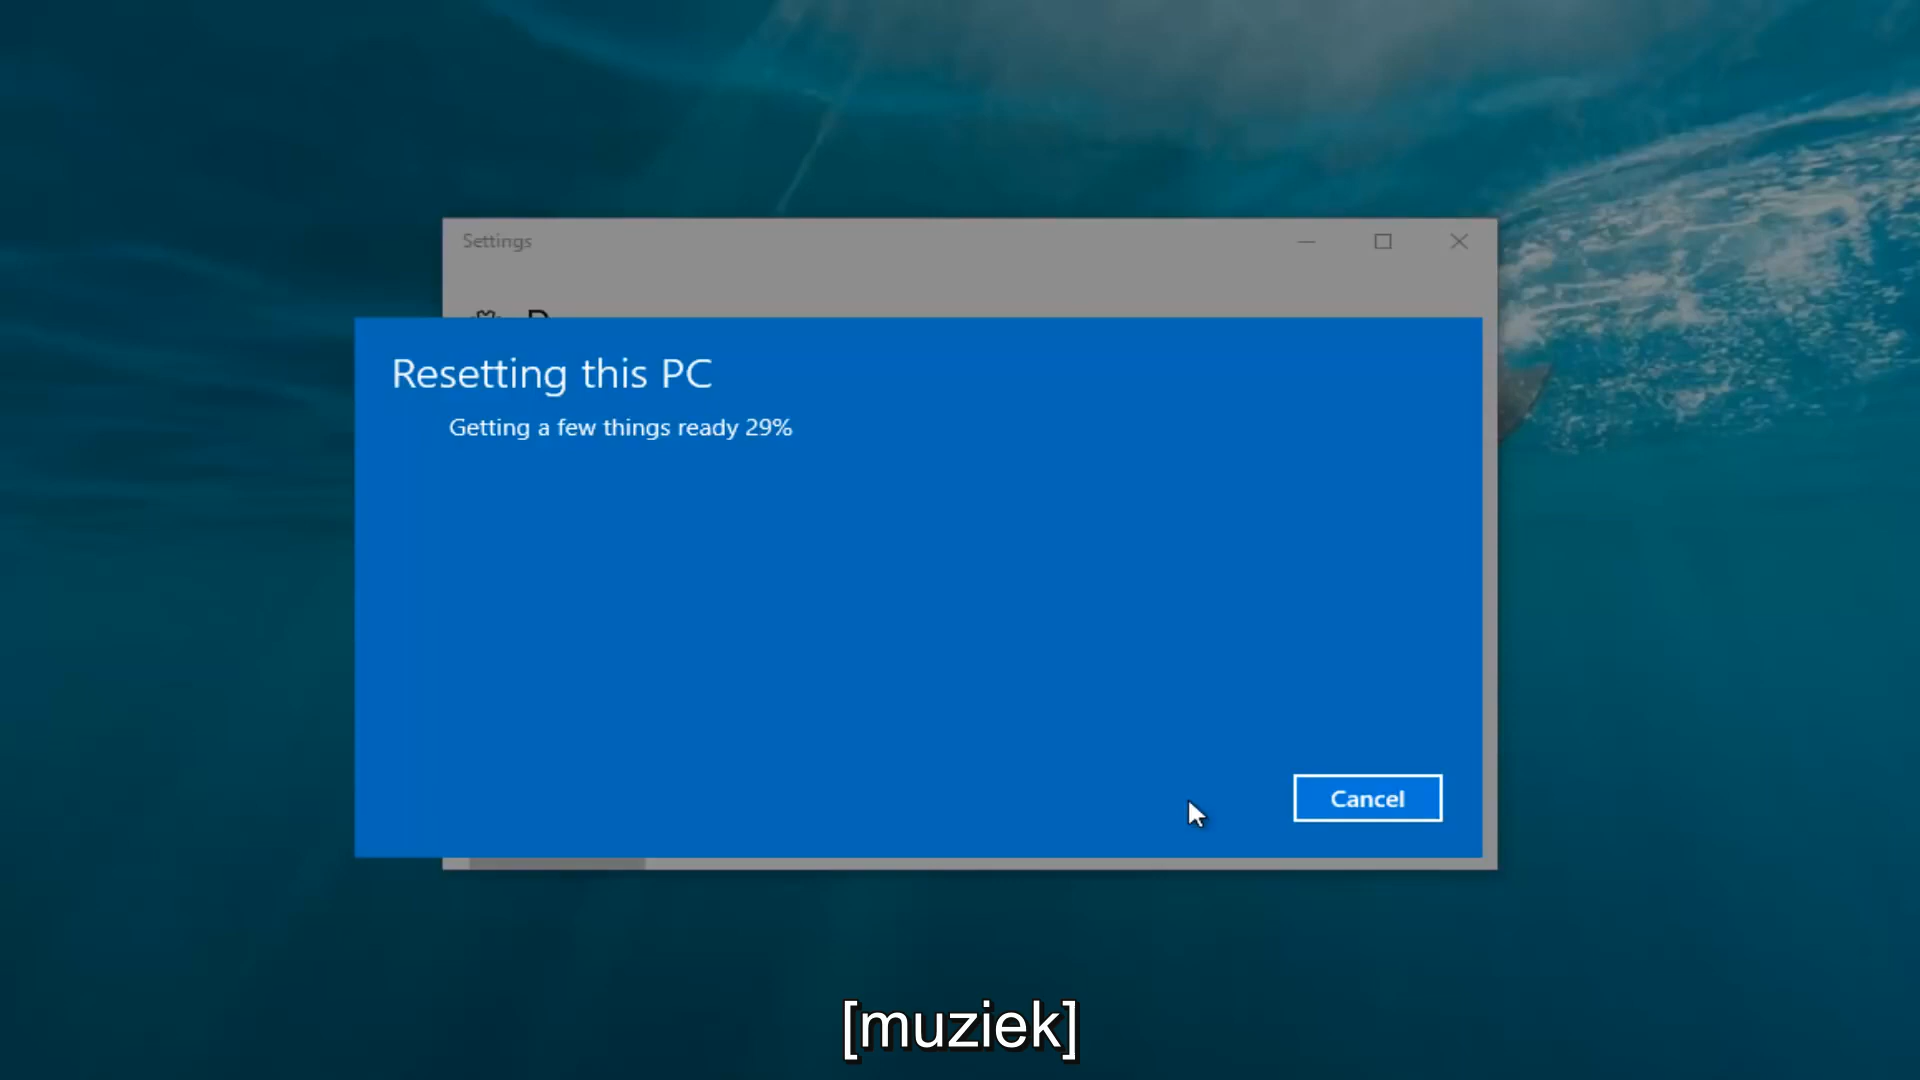 Settings
Resetting this PC
Getting a few things ready 29%
Cancel
[muziek]